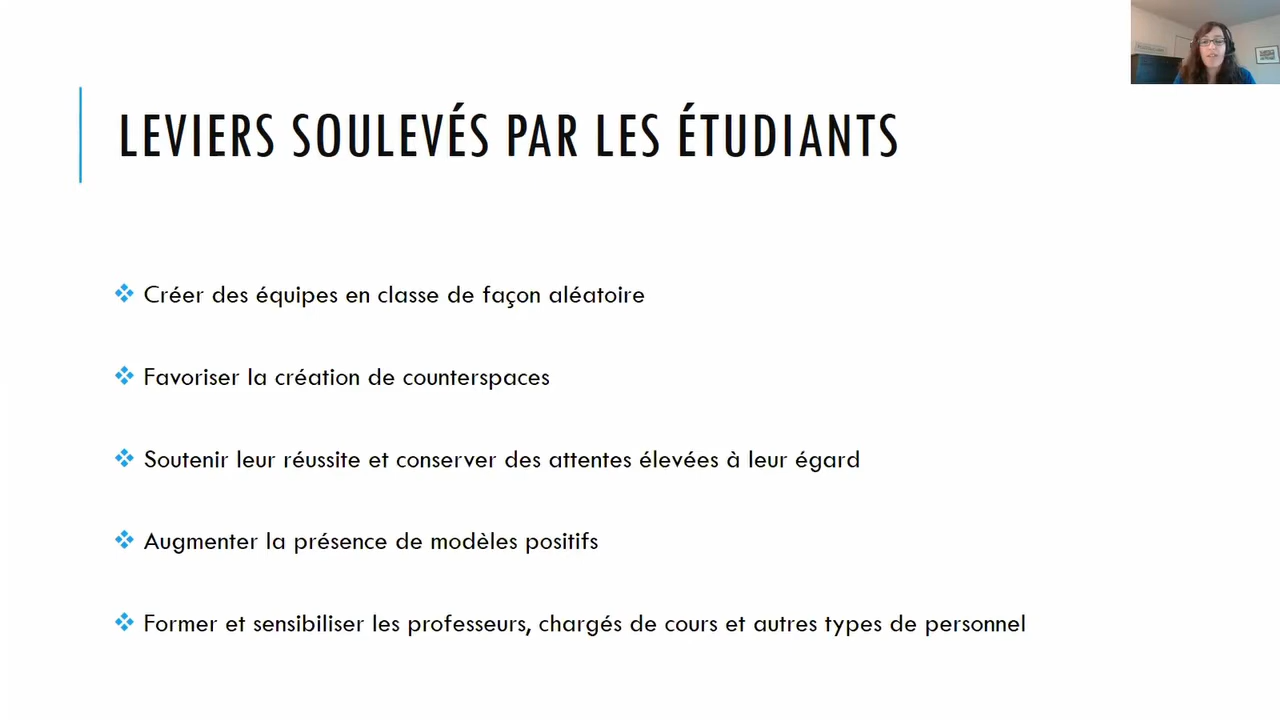 LEVIERS SOULEVÉS PAR LES ÉTUDIANTS
Créer des équipes en classe de façon aléatoire
Favoriser la création de counterspaces
Soutenir leur réussite et conserver des attentes élevées à leur égard
Augmenter la présence de modèles positifs
Former et sensibiliser les professeurs, chargés de cours et autres types de personnel